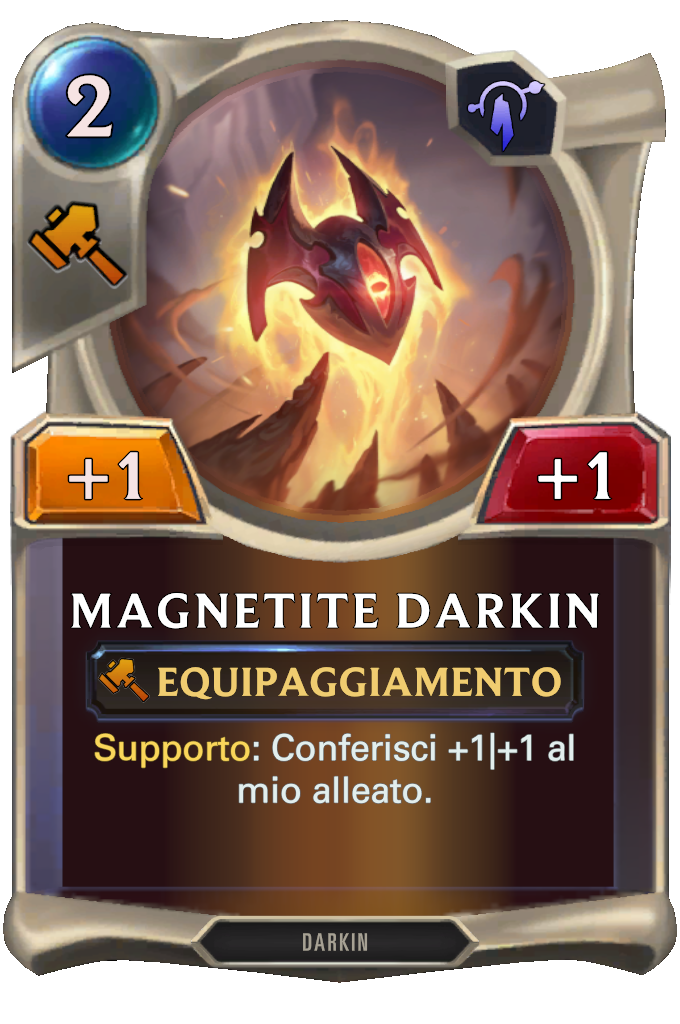 2
+1
+1
MAGNETITE DARKIN
EQUIPAGGIAMENTO
Supporto: Conferisci +1|+1 al
mio alleato.
DARKIN